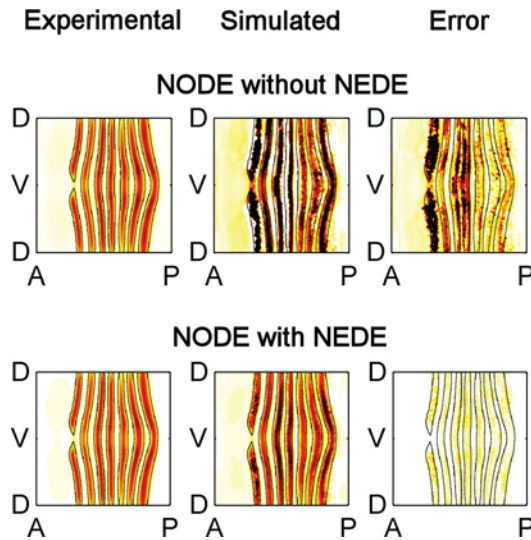 Experimental Simulated Error
NODE without NEDE
D
V
D
A P A P A P
NODE with NEDE
D D D
V V V
D D D
A P A P A P